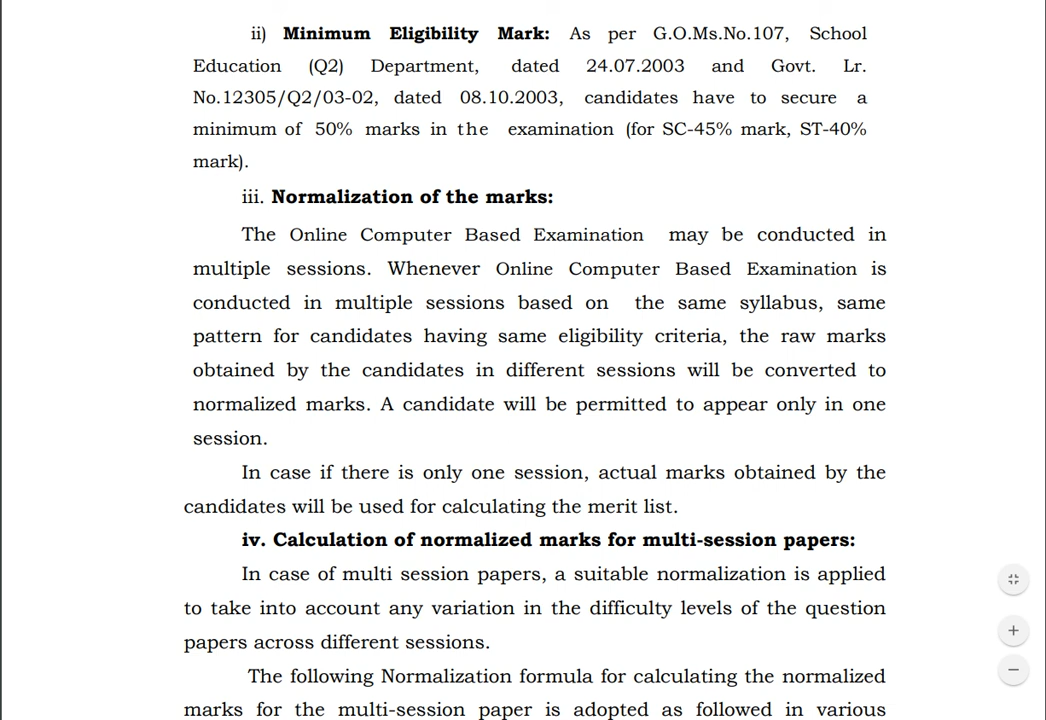 ii) Minimum Eligibility Mark: As per G.O.Ms.No.107, School
Education (Q2) Department, dated 24.07.2003 and Govt. Lr.
No.12305/Q2/03-02, dated 08.10.2003, candidates have to secure a
minimum of 50% marks in the examination (for SC-45% mark, ST-40%
mark).
iii. Normalization of the marks:
The Online Computer Based Examination may be conducted in
multiple sessions. Whenever Online Computer Based Examination is
conducted in multiple sessions based on the same syllabus, same
pattern for candidates having same eligibility criteria, the raw marks
obtained by the candidates in different sessions will be converted to
normalized marks. A candidate will be permitted to appear only in one
session.
In case if there is only one session, actual marks obtained by the
candidates will be used for calculating the merit list.
iv. Calculation of normalized marks for multi-session papers:
In case of multi session papers, a suitable normalization is applied
to take into account any variation in the difficulty levels of the question
papers across different sessions.
The following Normalization formula for calculating the normalized
marks for the multi-session paper is adopted as followed in various